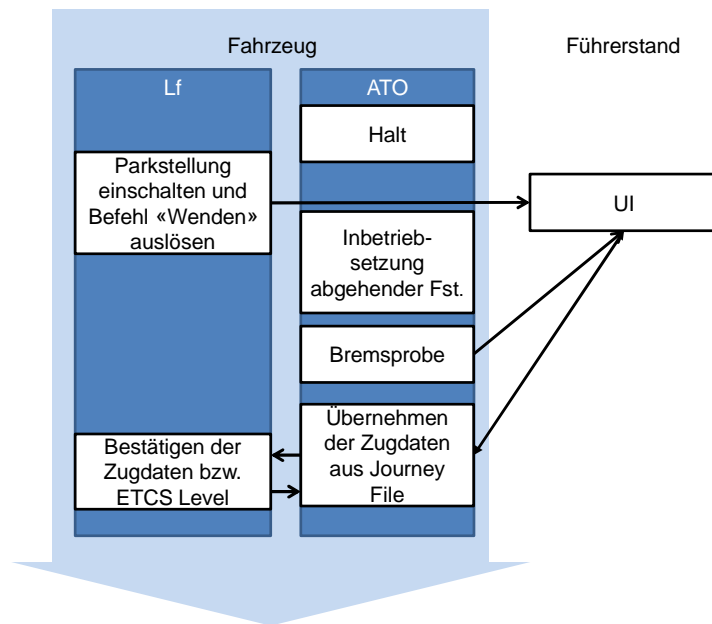 Fahrzeug
Führerstand
Lf
ATO
Halt
Parkstellung
einschalten und
Befehl «Wenden»
auslösen
UI
Inbetrieb-
setzung
abgehender Fst.
Bremsprobe
Übernehmen
der Zugdaten
aus Journey
File
Bestätigen der
Zugdaten bzw.
ETCS Level